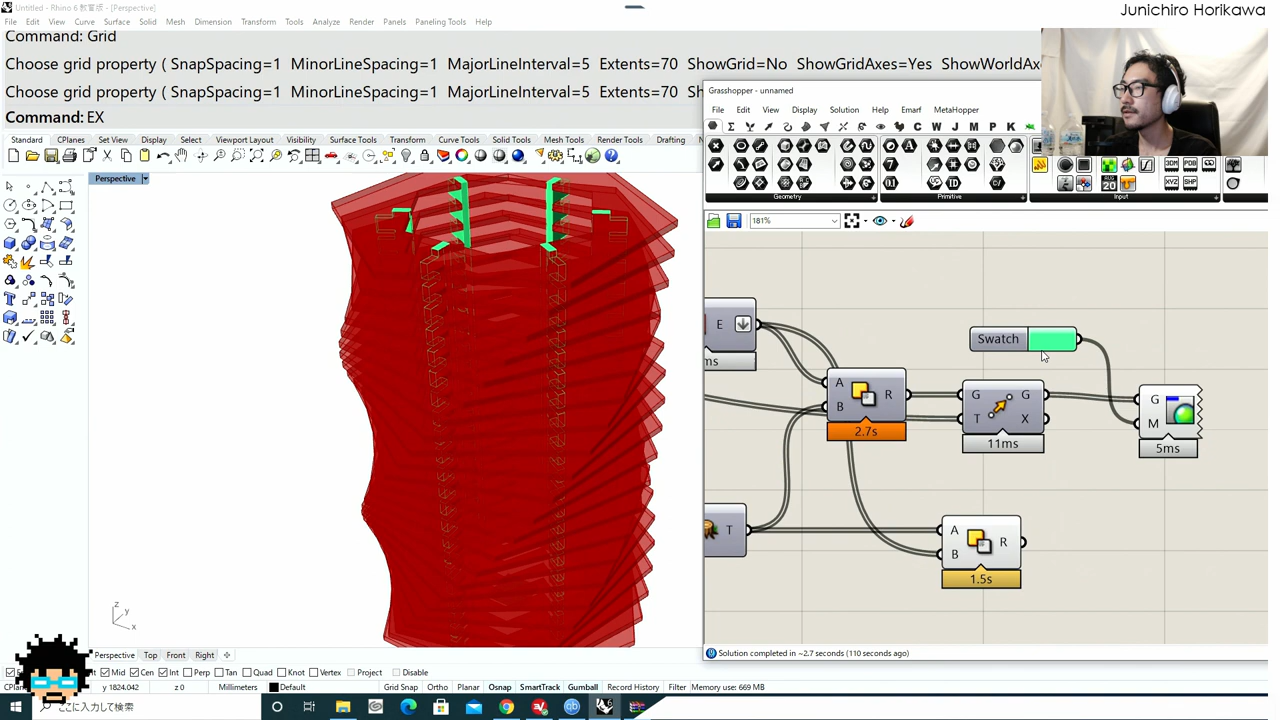 Untitled - Rhino 6 教室版 - [Perspective]
Junichiro Horikawa
File Edit View Curve Surface Solid Mesh Dimension Transform Tools Analyze Render Panels Paneling Tools Help
Command: Grid
Choose grid property ( SnapSpacing=1 MinorLineSpacing=1 MajorLineInterval=5 Extents=70 ShowGrid=No ShowGridAxes=Yes ShowWorldAx
Choose grid property ( SnapSpacing=1 MinorLineSpacing=1 MajorLineInterval=5 Extents=70 Sh
Command: EX
Standard CPlanes Set View Display Select Viewport Layout Visibility Surface Tools Transform Curve Tools Solid Tools Mesh Tools Render Tools Drafting
Perspective
Grasshopper - unnamed
File Edit View Display Solution Help Emarf MetaHopper
Σ C W J M P K
Geometry Primitive Input
181%
E
ms
Swatch
A
B
R
2.7s
G
T
G
X
11ms
G
M
5ms
T
A
B
R
1.5s
z
y
x
Perspective Top Front Right
Mid Cen Int Perp Tan Quad Knot Vertex Project Disable
CPlan y 1824.042 z 0 Millimeters Default Grid Snap Ortho Planar Osnap SmartTrack Gumball Record History Filter Memory use: 669 MB
Solution completed in ~2.7 seconds (110 seconds ago)
ここに入力して検索